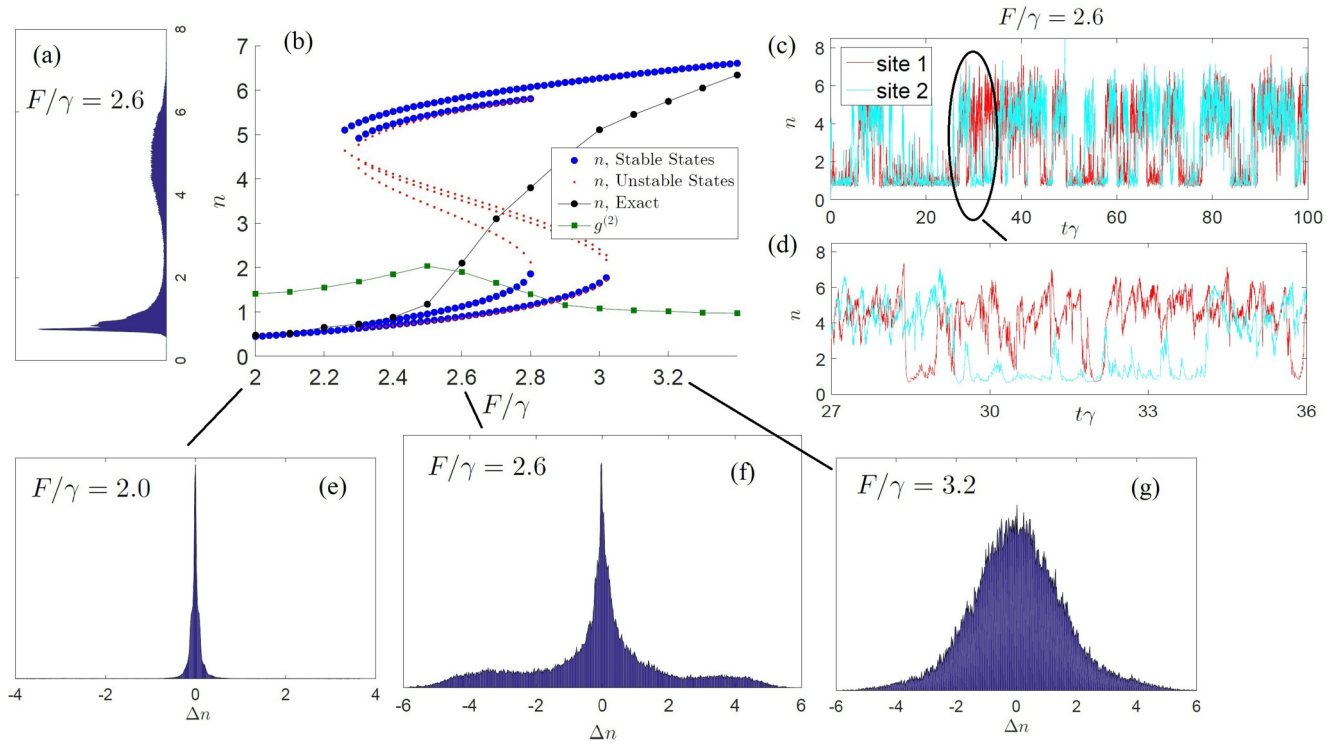 (a)
F/γ = 2.6
8
6
4
2
0
(b)
7
6
5
4
3
2
1
0
n
n, Stable States
n, Unstable States
n, Exact
g(2)
2 2.2 2.4 2.6 2.8 3 3.2
F/γ
F/γ = 2.6
(c)
8
6
4
2
0
n
site 1
site 2
0 20 40 60 80 100
tγ
(d)
8
6
4
2
0
n
27 30 33 36
tγ
F/γ = 2.0
(e)
-4 -2 0 2 4
Δn
F/γ = 2.6
(f)
-6 -4 -2 0 2 4 6
Δn
F/γ = 3.2
(g)
-6 -4 -2 0 2 4 6
Δn